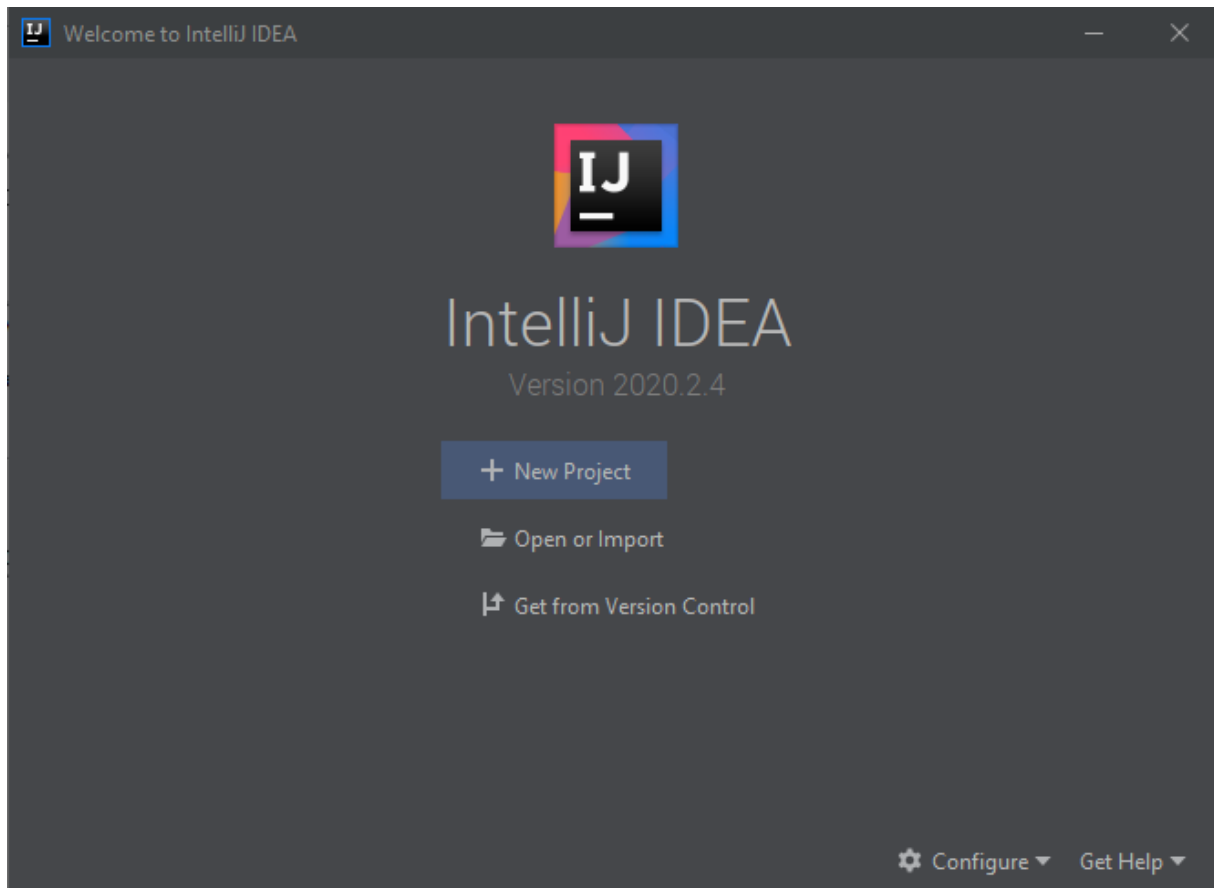 IJ Welcome to IntelliJ IDEA
IJ
IntelliJ IDEA
Version 2020.2.4
New Project
Open or Import
Get from Version Control
Configure Get Help